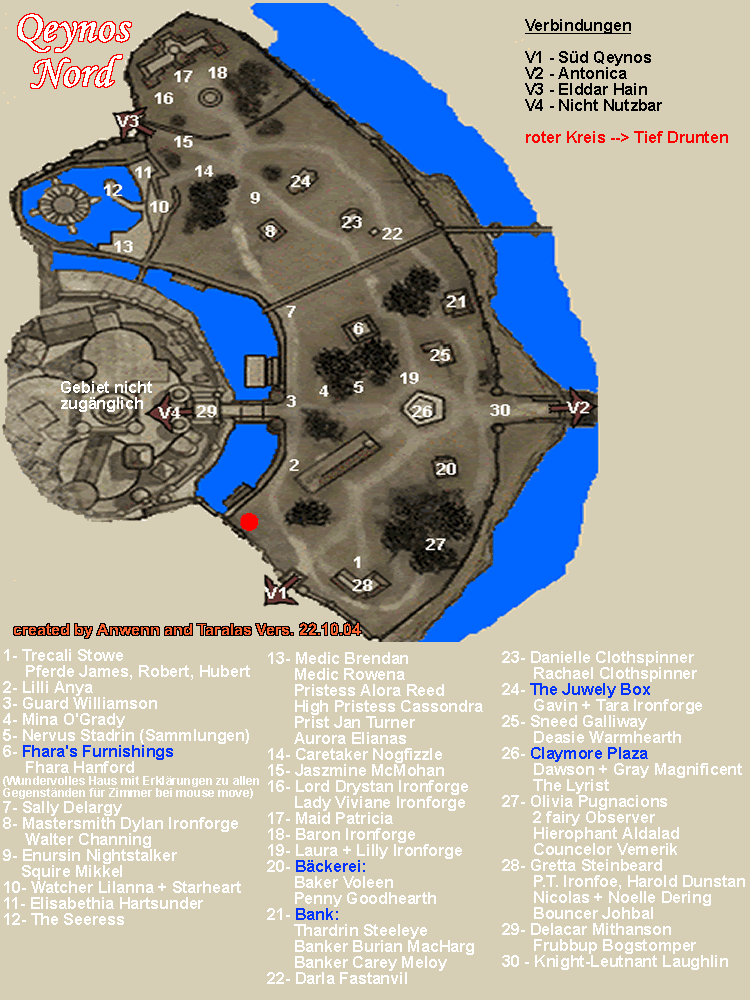 Qeynos
Nord
Verbindungen
V1 - Süd Qeynos
V2 - Antonica
V3 - Elddar Hain
V4 - Nicht Nutzbar
roter Kreis --> Tief Drunten
17
18
16
V3
15
11
14
12
10
9
24
13
8
23
22
7
21
6
25
Gebiet nicht
zugänglich
19
4
5
3
V4
29
26
30
V2
2
20
27
1
28
V1
created by Anwenn and Taralas Vers. 22.10.04
1- Trecali Stowe
Pferde James, Robert, Hubert
2- Lilli Anya
3- Guard Williamson
4- Mina O'Grady
5- Nervus Stadrin (Sammlungen)
6- Fhara's Furnishings
Fhara Hanford
(Wundervolles Haus mit Erklärungen zu allen
Gegenständen für Zimmer bei mouse move)
7- Sally Delargy
8- Mastersmith Dylan Ironforge
Walter Channing
9- Enursin Nightstalker
Squire Mikkel
10- Watcher Lilanna + Starheart
11- Elisabethia Hartsunder
12- The Seeress
13- Medic Brendan
Medic Rowena
Pristess Alora Reed
High Pristess Cassondra
Prist Jan Turner
Aurora Elianas
14- Caretaker Nogfizzle
15- Jaszmine McMohan
16- Lord Drystan Ironforge
Lady Viviane Ironforge
17- Maid Patricia
18- Baron Ironforge
19- Laura + Lilly Ironforge
20- Bäckerei:
Baker Voleen
Penny Goodhearth
21- Bank:
Thardrin Steeleye
Banker Burian MacHarg
Banker Carey Meloy
22- Darla Fastanvil
23- Danielle Clothspinner
Rachael Clothspinner
24- The Juwely Box
Gavin + Tara Ironforge
25- Sneed Galliway
Deasie Warmhearth
26- Claymore Plaza
Dawson + Gray Magnificent
The Lyrist
27- Olivia Pugnacions
2 fairy Observer
Hierophant Aldalad
Councelor Vemerik
28- Gretta Steinbeard
P.T. Ironfoe, Harold Dunstan
Nicolas + Noelle Dering
Bouncer Johbal
29- Delacar Mithanson
Frubbup Bogstomper
30 - Knight-Leutnant Laughlin